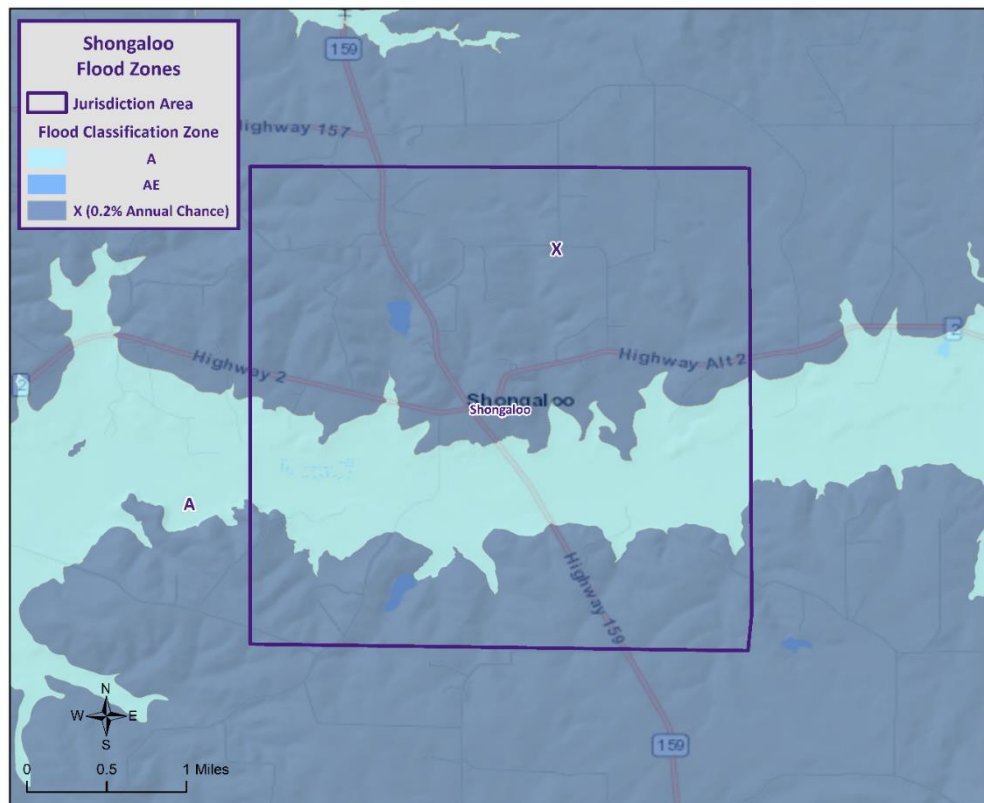 Shongaloo
Flood Zones
Jurisdiction Area
Flood Classification Zone
A
AE
X (0.2% Annual Chance)
159
Highway 157
X
Highway 2
Highway Alt 2
2
2
Shongaloo
Shongaloo
A
Highway 159
159
N
W E
S
0 0.5 1 Miles